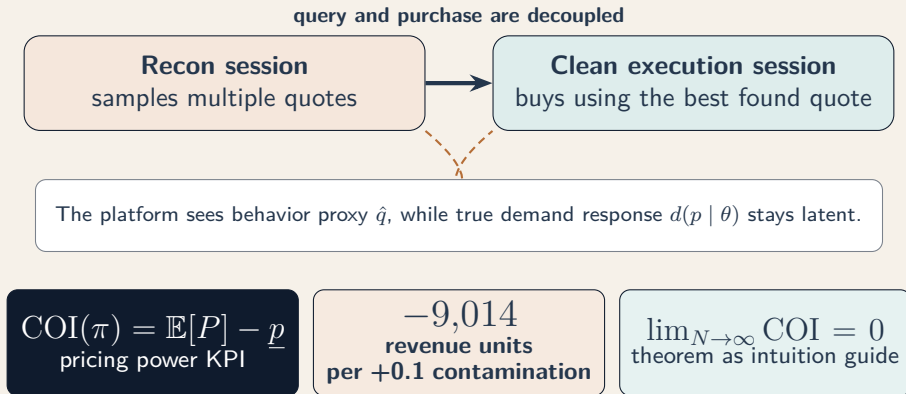 query and purchase are decoupled
Recon session
samples multiple quotes
Clean execution session
buys using the best found quote
The platform sees behavior proxy q̂, while true demand response d(p | θ) stays latent.
COI(π) = 𝔼[P] − p̲
pricing power KPI
−9,014
revenue units
per +0.1 contamination
lim_{N→∞} COI = 0
theorem as intuition guide